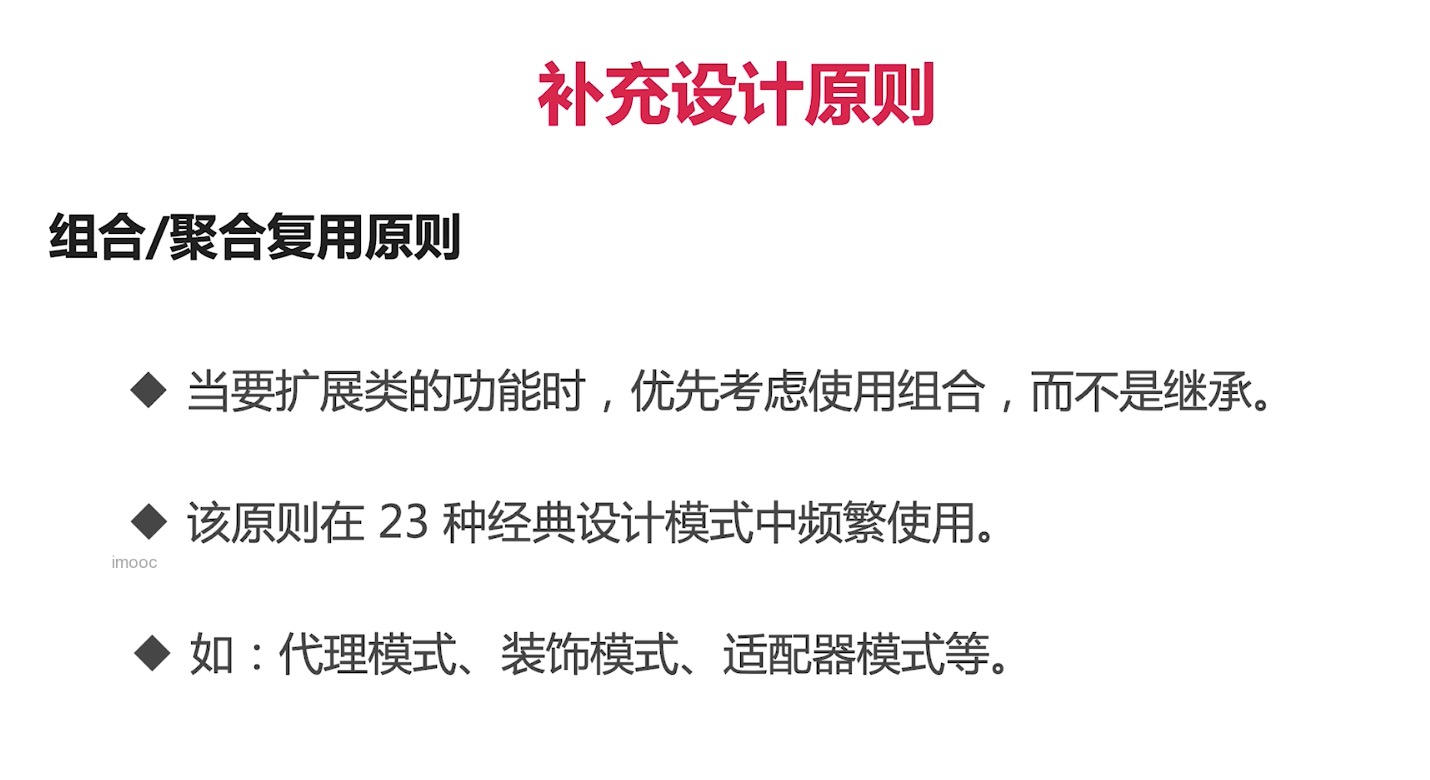 补充设计原则
组合/聚合复用原则
◆ 当要扩展类的功能时，优先考虑使用组合，而不是继承。
◆ 该原则在 23 种经典设计模式中频繁使用。
imooc
◆ 如：代理模式、装饰模式、适配器模式等。